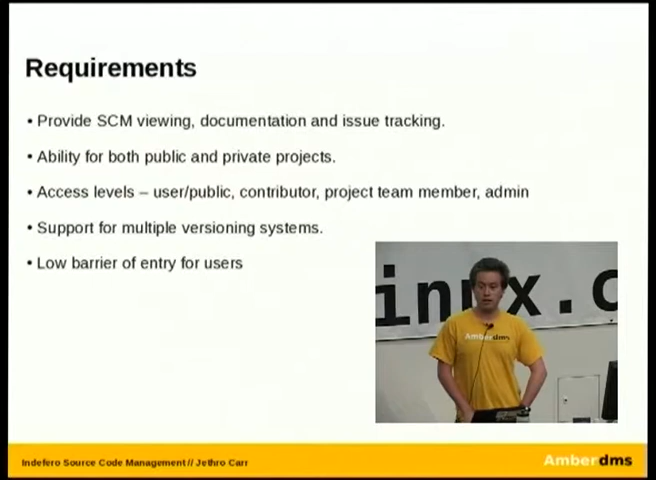 Requirements
• Provide SCM viewing, documentation and issue tracking.
• Ability for both public and private projects.
• Access levels – user/public, contributor, project team member, admin
• Support for multiple versioning systems.
• Low barrier of entry for users
inux.c
Amberdms
Indefero Source Code Management // Jethro Carr
Amberdms